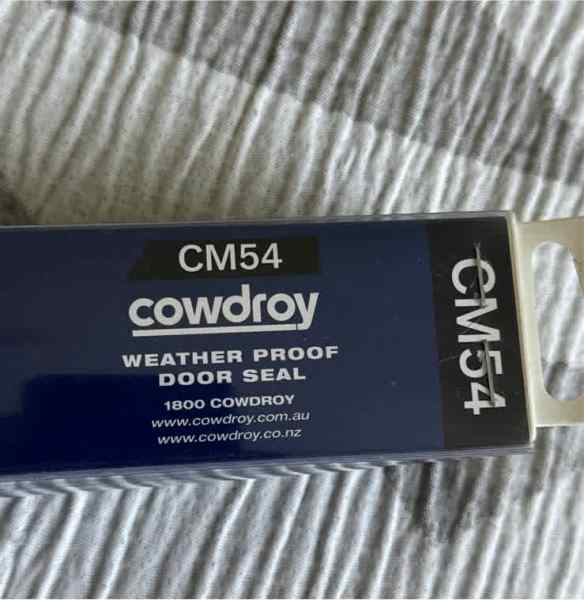 CM54
cowdroy
WEATHER PROOF
DOOR SEAL
1800 COWDROY
www.cowdroy.com.au
www.cowdroy.co.nz
CM54